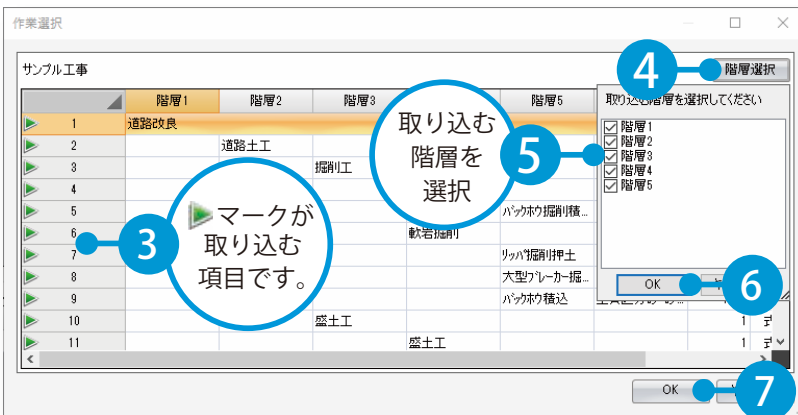 作業選択
サンプル工事
4
階層選択
階層1 階層2 階層3 階層5
取り込む階層を選択してください
1 道路改良
2 道路土工
3 掘削工
4
5 バックホウ掘削積...
6 軟岩掘削
7 リッパ掘削押土
8 大型ブレーカー掘...
9 バックホウ積込
10 盛土工 1 式
11 盛土工 1 式
取り込む
階層を
選択
5
階層1
階層2
階層3
階層4
階層5
3
マークが
取り込む
項目です。
OK
6
OK
7